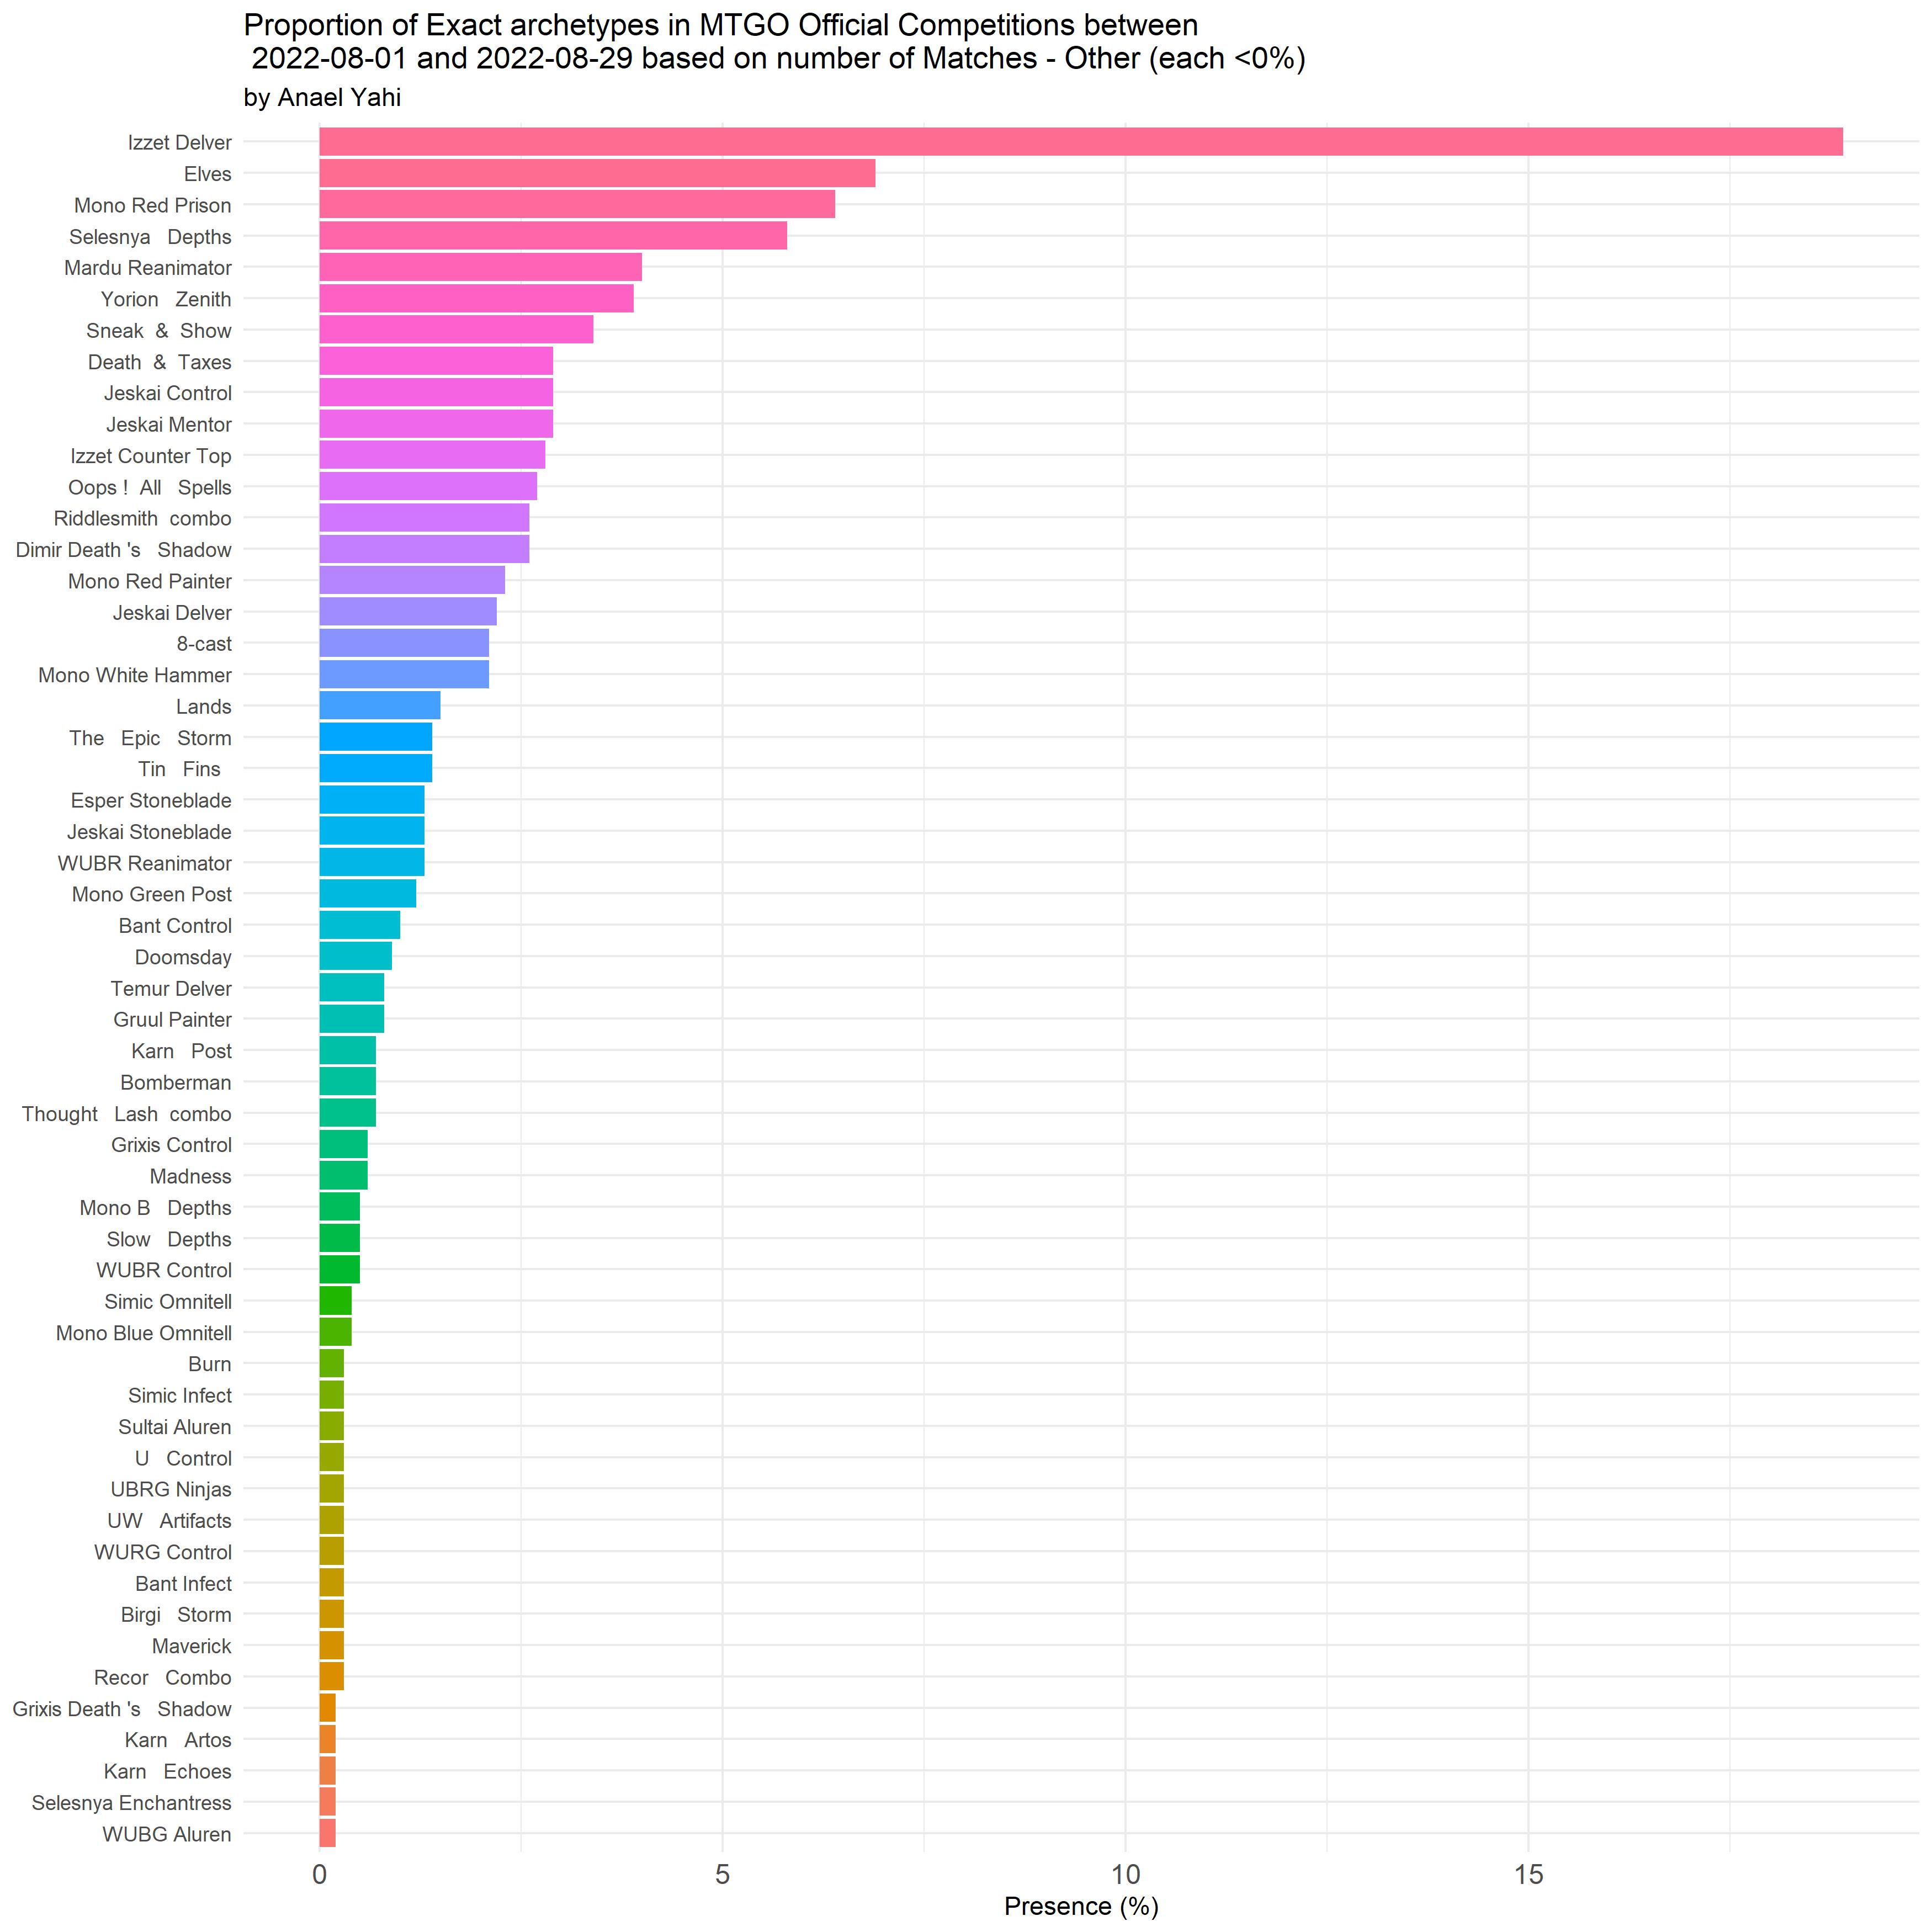 Proportion of Exact archetypes in MTGO Official Competitions between
2022-08-01 and 2022-08-29 based on number of Matches - Other (each <0%)
by Anael Yahi
Izzet Delver
Elves
Mono Red Prison
Selesnya   Depths
Mardu Reanimator
Yorion   Zenith
Sneak  &  Show
Death  &  Taxes
Jeskai Control
Jeskai Mentor
Izzet Counter Top
Oops !  All   Spells
Riddlesmith  combo
Dimir Death 's   Shadow
Mono Red Painter
Jeskai Delver
8-cast
Mono White Hammer
Lands
The   Epic   Storm
Tin   Fins
Esper Stoneblade
Jeskai Stoneblade
WUBR Reanimator
Mono Green Post
Bant Control
Doomsday
Temur Delver
Gruul Painter
Karn   Post
Bomberman
Thought   Lash  combo
Grixis Control
Madness
Mono B   Depths
Slow   Depths
WUBR Control
Simic Omnitell
Mono Blue Omnitell
Burn
Simic Infect
Sultai Aluren
U   Control
UBRG Ninjas
UW   Artifacts
WURG Control
Bant Infect
Birgi   Storm
Maverick
Recor   Combo
Grixis Death 's   Shadow
Karn   Artos
Karn   Echoes
Selesnya Enchantress
WUBG Aluren
0 5 10 15
Presence (%)